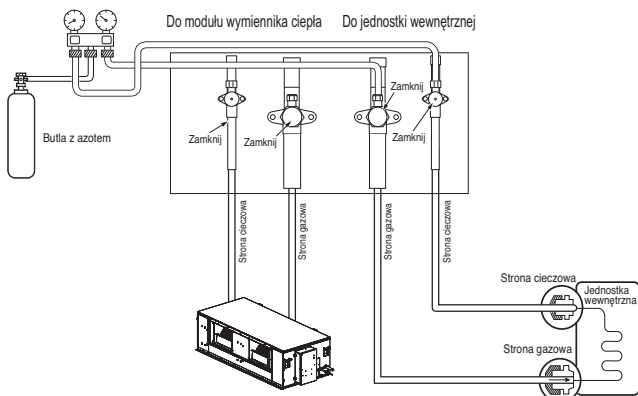 Do modułu wymiennika ciepła
Do jednostki wewnętrznej
Butla z azotem
Zamknij
Zamknij
Zamknij
Zamknij
Strona cieczowa
Strona gazowa
Strona gazowa
Strona cieczowa
Strona cieczowa
Jednostka
wewnętrzna
Strona gazowa